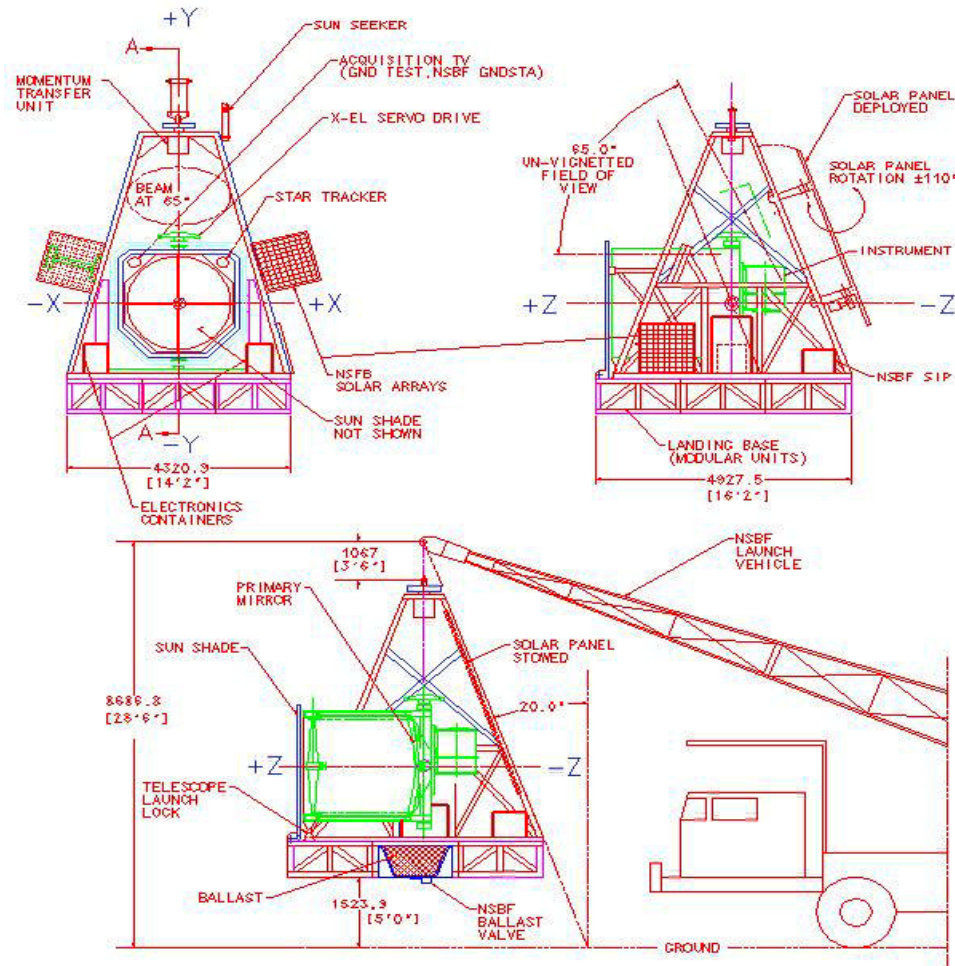 +Y
A
SUN SEEKER
ACQUISITION TV
(GND TEST,NSBF GNDSTA)
MOMENTUM
TRANSFER
UNIT
X-EL SERVO DRIVE
BEAM
AT 65°
STAR TRACKER
-X
+X
NSFB
SOLAR ARRAYS
SUN SHADE
NOT SHOWN
A
-Y
4320.9
[14'2"]
ELECTRONICS
CONTAINERS
SOLAR PANEL
DEPLOYED
65.0°
UN-VIGNETTED
FIELD OF
VIEW
SOLAR PANEL
ROTATION ±110°
INSTRUMENT
+Z
-Z
NSBF SIP
LANDING BASE
(MODULAR UNITS)
4927.5
[16'2"]
1067
[3'6"]
NSBF
LAUNCH
VEHICLE
PRIMARY
MIRROR
SUN SHADE
SOLAR PANEL
STOWED
8686.8
[28'6"]
20.0°
+Z
-Z
TELESCOPE
LAUNCH
LOCK
BALLAST
1523.9
[5'0"]
NSBF
BALLAST
VALVE
GROUND